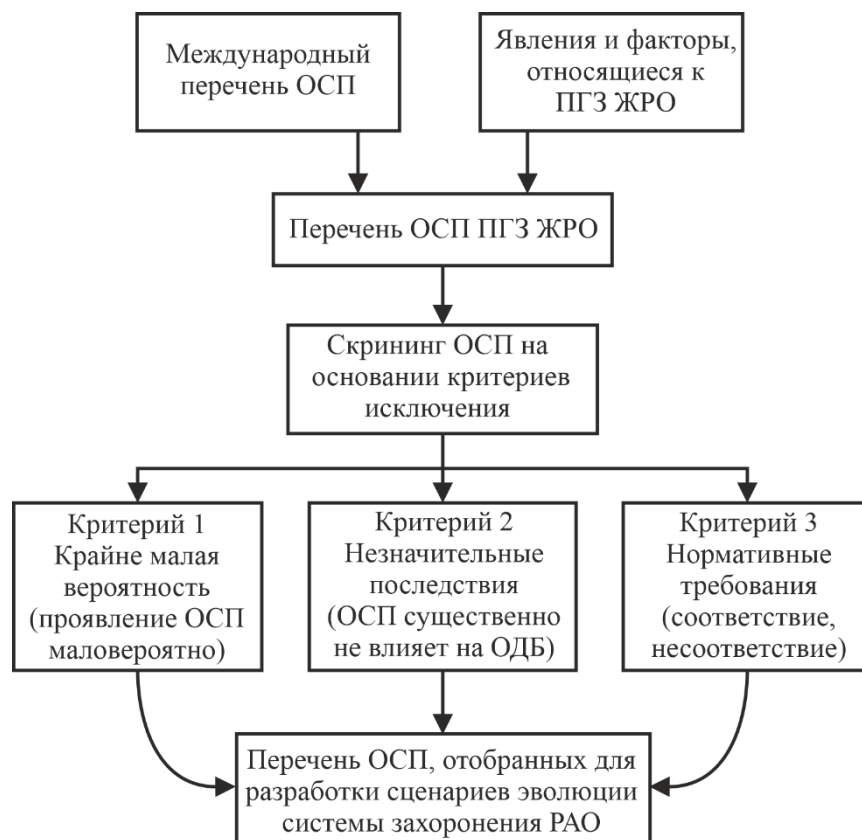 Международный
перечень ОСП
Явления и факторы,
относящиеся к
ПГЗ ЖРО
Перечень ОСП ПГЗ ЖРО
Скрининг ОСП на
основании критериев
исключения
Критерий 1
Крайне малая
вероятность
(проявление ОСП
маловероятно)
Критерий 2
Незначительные
последствия
(ОСП существенно
не влияет на ОДБ)
Критерий 3
Нормативные
требования
(соответствие,
несоответствие)
Перечень ОСП, отобранных для
разработки сценариев эволюции
системы захоронения РАО